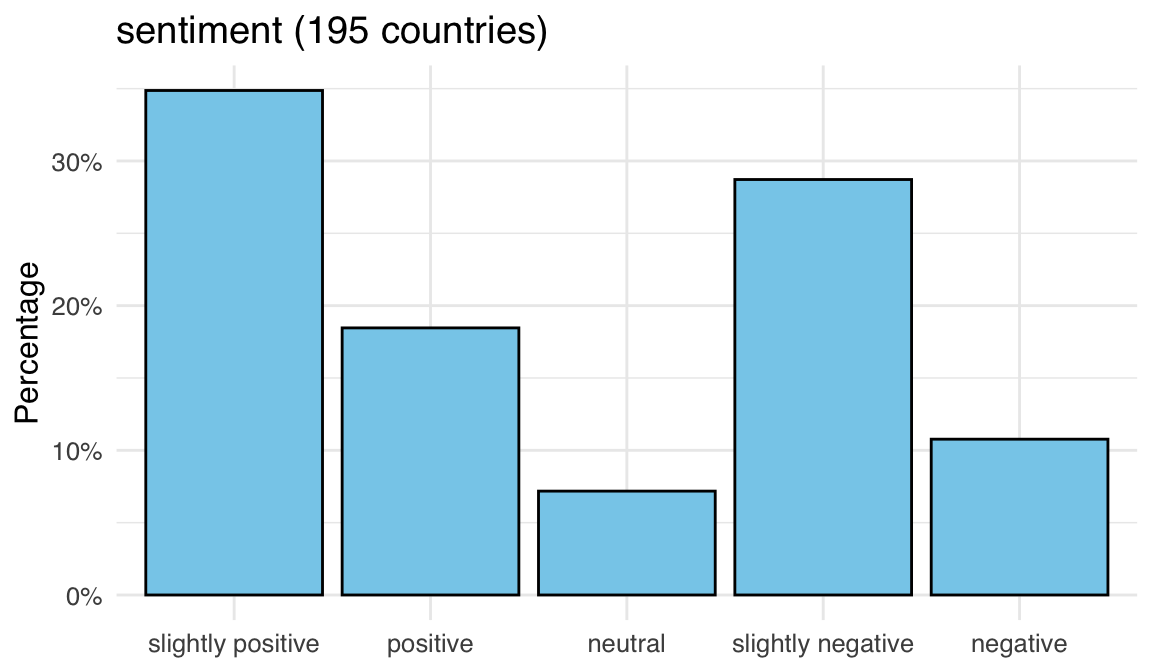 sentiment (195 countries)
Percentage
30%
20%
10%
0%
slightly positive
positive
neutral
slightly negative
negative